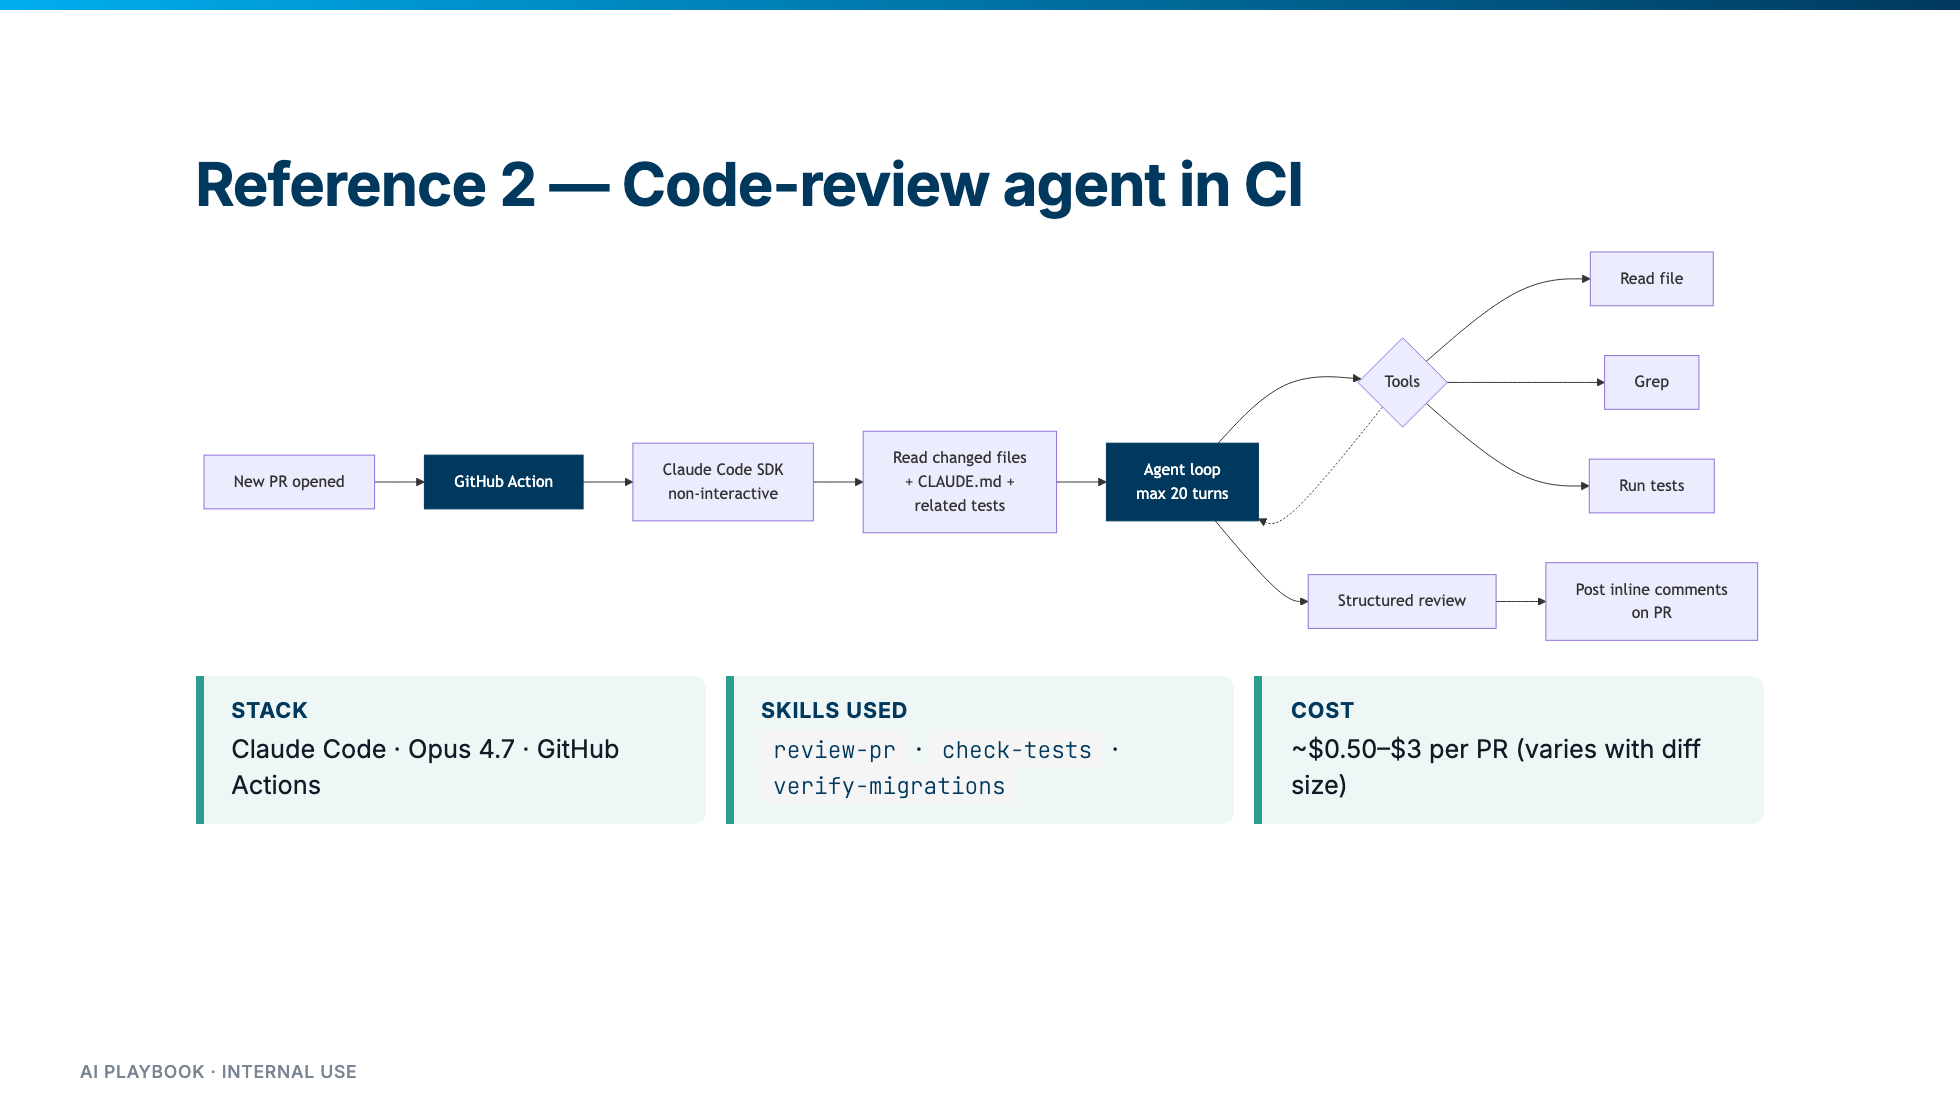 Reference 2 — Code-review agent in CI
New PR opened
GitHub Action
Claude Code SDK
non-interactive
Read changed files
+ CLAUDE.md +
related tests
Agent loop
max 20 turns
Tools
Read file
Grep
Run tests
Structured review
Post inline comments
on PR
STACK
Claude Code · Opus 4.7 · GitHub
Actions
SKILLS USED
review-pr · check-tests ·
verify-migrations
COST
~$0.50–$3 per PR (varies with diff
size)
AI PLAYBOOK · INTERNAL USE